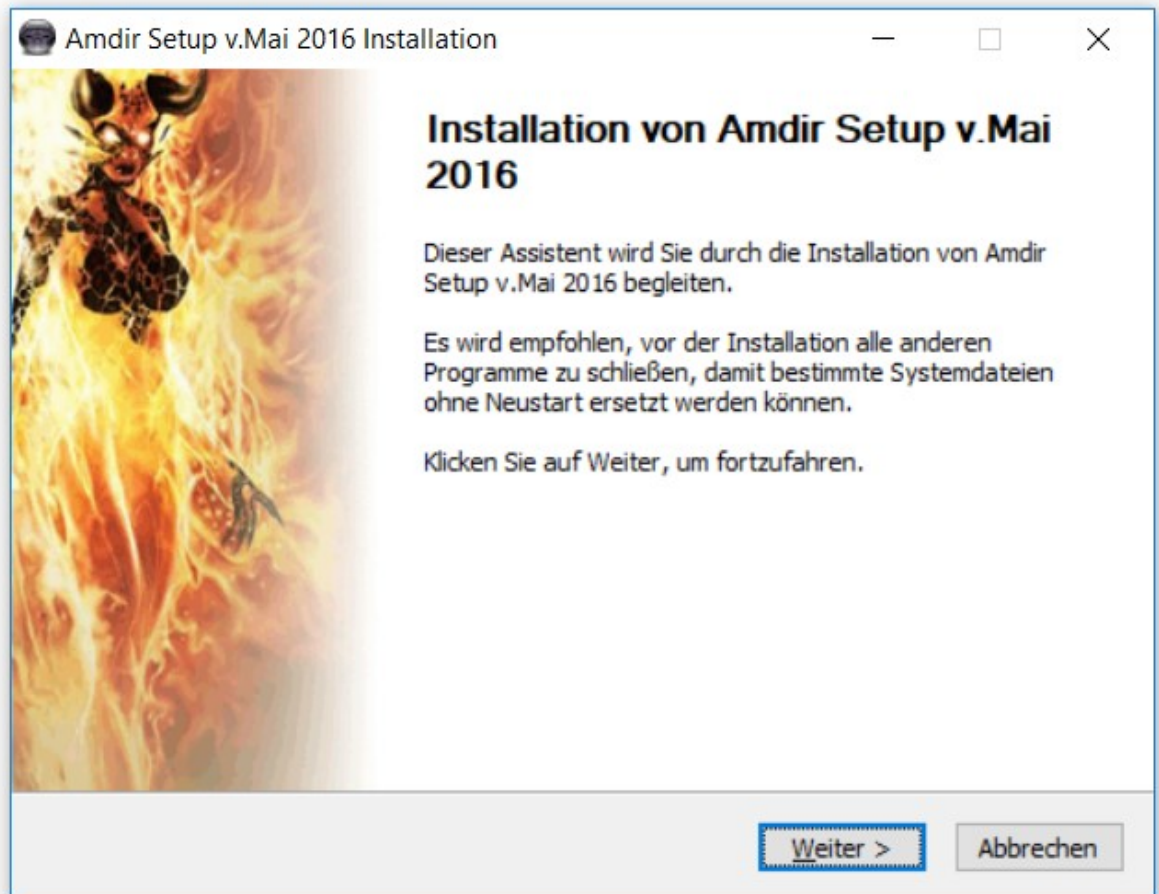 Amdir Setup v.Mai 2016 Installation
Installation von Amdir Setup v.Mai
2016
Dieser Assistent wird Sie durch die Installation von Amdir
Setup v.Mai 2016 begleiten.
Es wird empfohlen, vor der Installation alle anderen
Programme zu schließen, damit bestimmte Systemdateien
ohne Neustart ersetzt werden können.
Klicken Sie auf Weiter, um fortzufahren.
Weiter >
Abbrechen